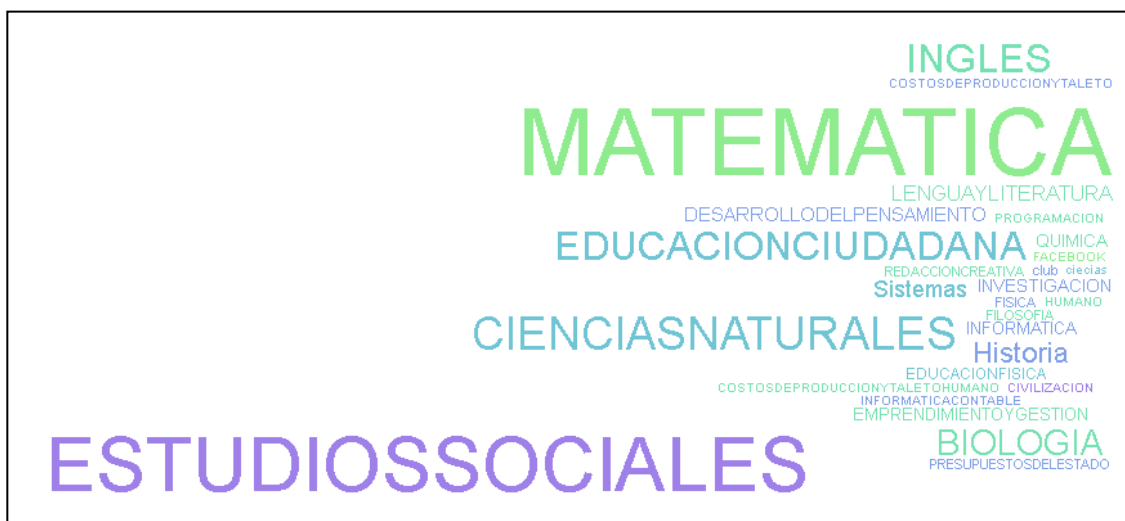 INGLES
COSTOSDEPRODUCCIONYTALETO
MATEMATICA
LENGUAYLITERATURA
DESARROLLODELPENSAMIENTO PROGRAMACION
EDUCACIONCIUDADANA QUIMICA
FACEBOOK
REDACCIONCREATIVA club ciecias
Sistemas INVESTIGACION
FISICA HUMANO
FILOSOFIA
CIENCIASNATURALES INFORMATICA
Historia
EDUCACIONFISICA
COSTOSDEPRODUCCIONYTALETOHUMANO CIVILIZACION
INFORMATICACONTABLE
EMPRENDIMIENTOYGESTION
ESTUDIOSSOCIALES BIOLOGIA
PRESUPUESTOSDELESTADO